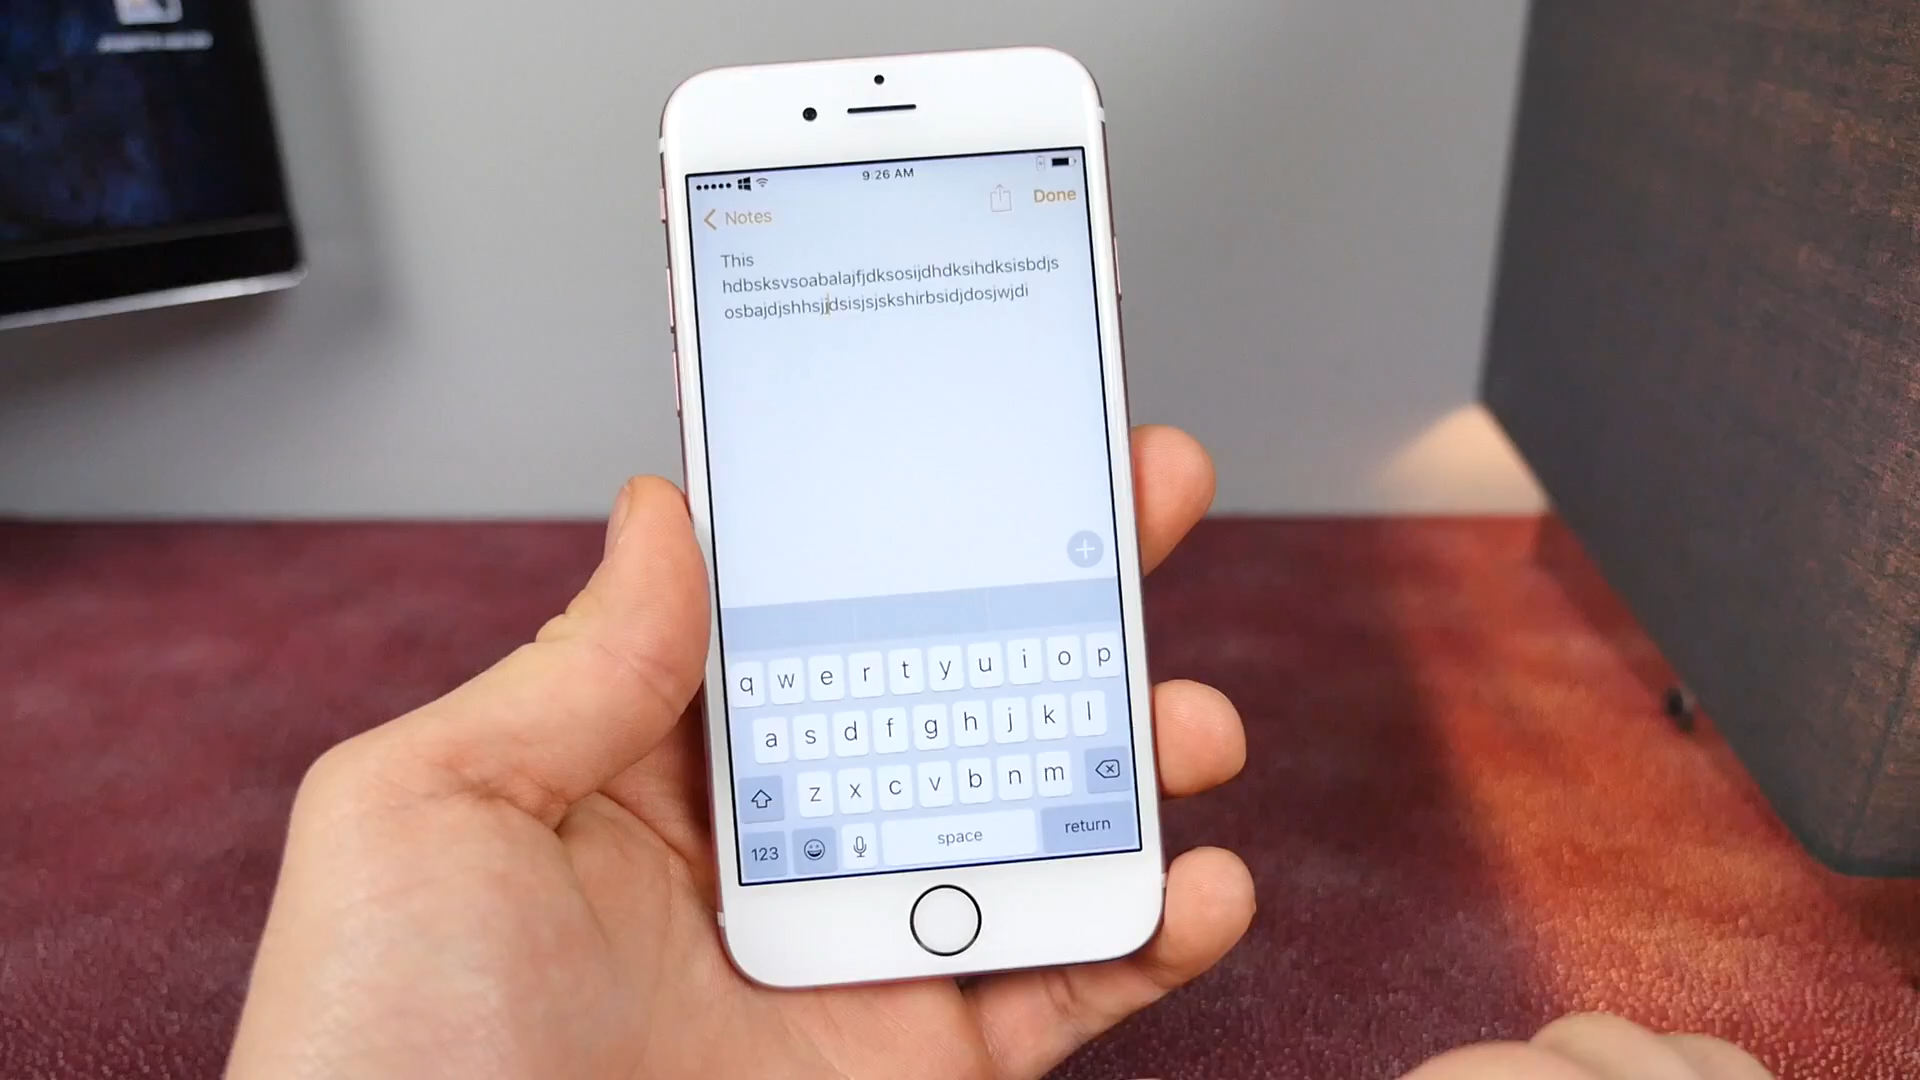 9:26 AM
Notes
Done
This
hdbsksvsoabalajfjdksosijdhdksihdksisbdjs
osbajdjshhsjjdsisjsjskshirbsidjdosjwjdi
q w e r t y u i o p
a s d f g h j k l
z x c v b n m
123
space
return